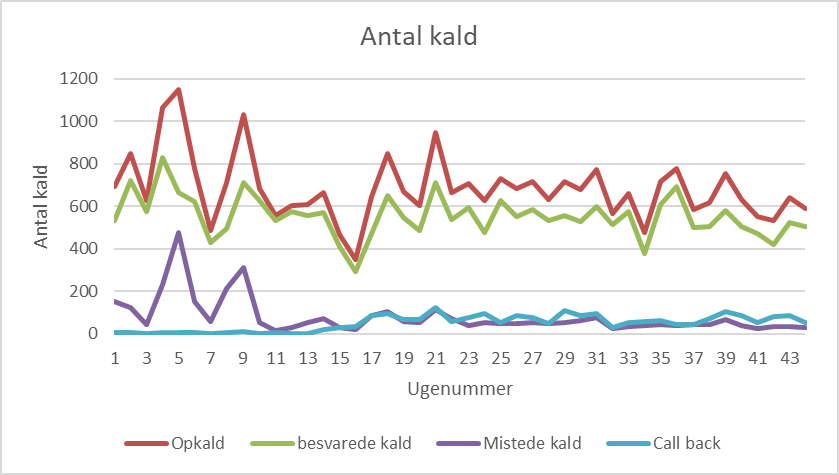 Antal kald
Antal kald
1200
1000
800
600
400
200
0
1 3 5 7 9 11 13 15 17 19 21 23 25 27 29 31 33 35 37 39 41 43
Ugenummer
Opkald besvarede kald Mistede kald Call back